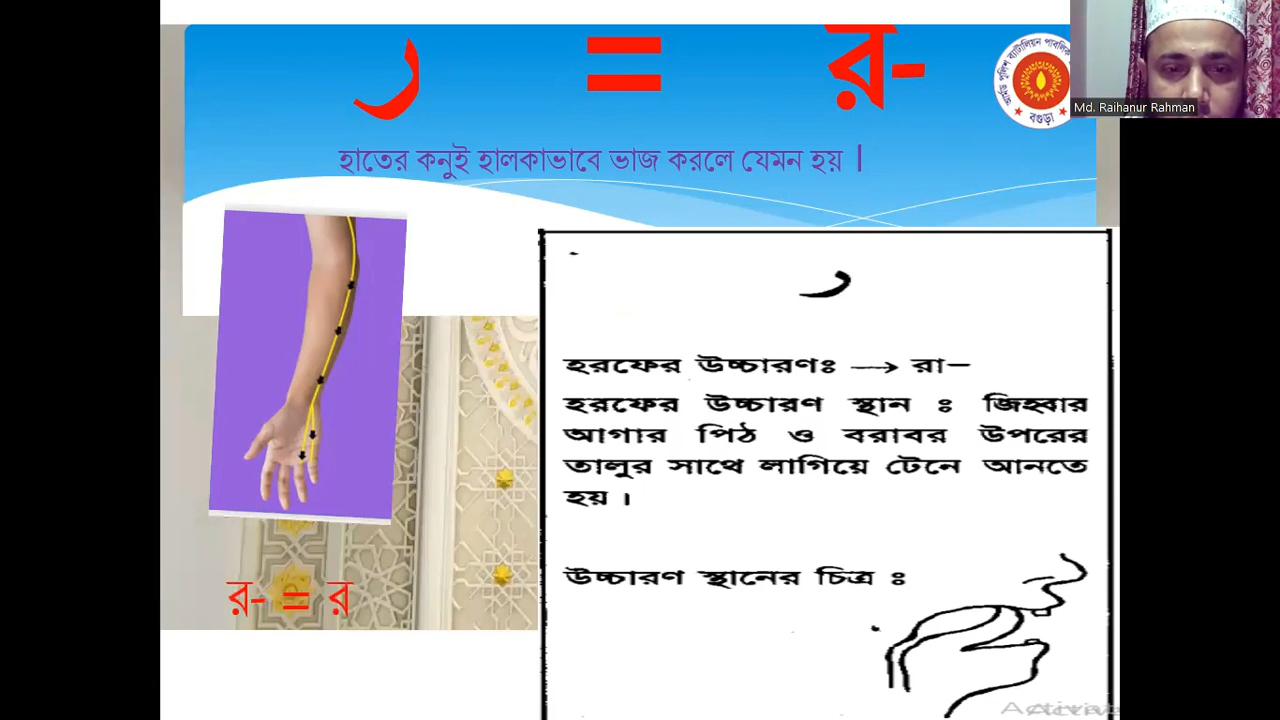 ر = র-
বগুড়া
Md. Raihanur Rahman
হাতের কনুই হালকাভাবে ভাজ করলে যেমন হয় ।
ر
হরফের উচ্চারণঃ → রা-
হরফের উচ্চারণ স্থান ঃ জিহ্বার
আগার পিঠ ও বরাবর উপরের
তালুর সাথে লাগিয়ে টেনে আনতে
হয় ।
উচ্চারণ স্থানের চিত্র ঃ
র- = র